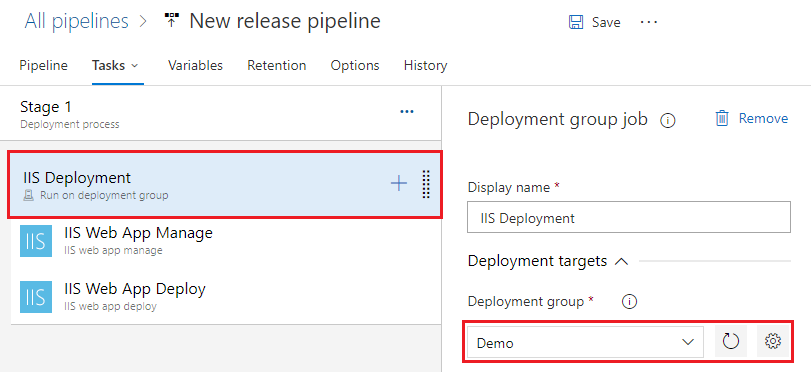 All pipelines > New release pipeline
Save ...
Pipeline Tasks Variables Retention Options History
Stage 1
Deployment process
...
IIS Deployment
Run on deployment group
IIS
IIS Web App Manage
IIS web app manage
IIS
IIS Web App Deploy
IIS web app deploy
Deployment group job
Remove
Display name *
IIS Deployment
Deployment targets
Deployment group *
Demo